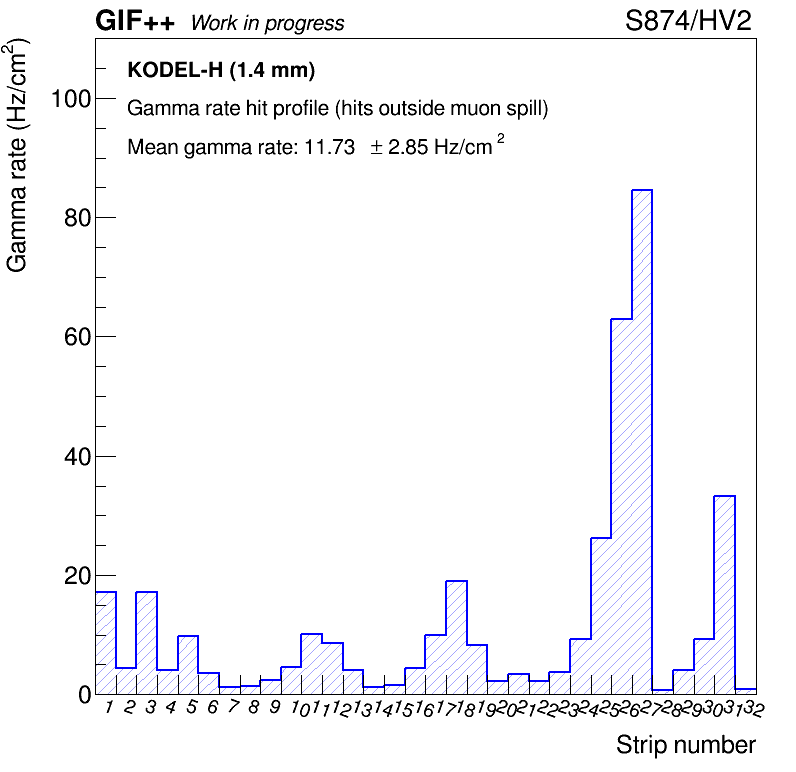 GIF++ Work in progress S874/HV2
KODEL-H (1.4 mm)
Gamma rate hit profile (hits outside muon spill)
Mean gamma rate: 11.73 ± 2.85 Hz/cm²
Gamma rate (Hz/cm²)
100
80
60
40
20
0
1 2 3 4 5 6 7 8 9 10 11 12 13 14 15 16 17 18 19 20 21 22 23 24 25 26 27 28 29 30 31 32
Strip number